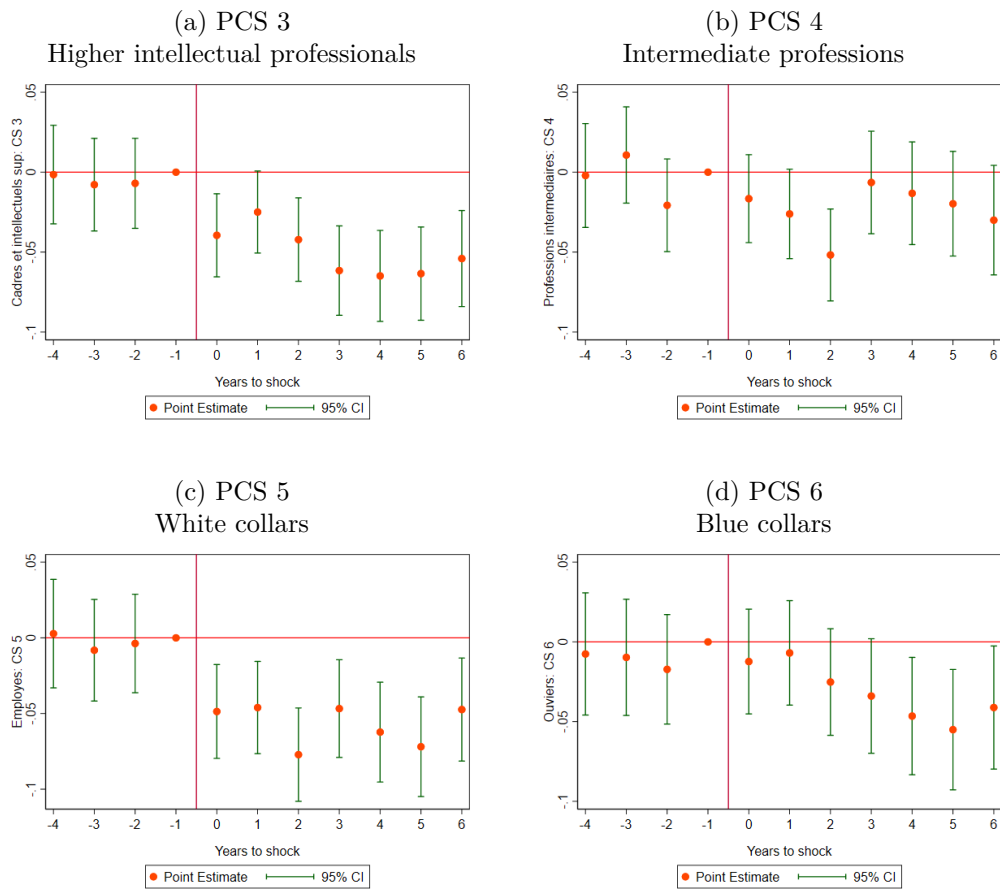 (a) PCS 3
Higher intellectual professionals
Cadres et intellectuels sup: CS 3
.05
0
-.05
-.1
-4 -3 -2 -1 0 1 2 3 4 5 6
Years to shock
Point Estimate 95% CI
(b) PCS 4
Intermediate professions
Professions intermediaires: CS 4
.05
0
-.05
-.1
-4 -3 -2 -1 0 1 2 3 4 5 6
Years to shock
Point Estimate 95% CI
(c) PCS 5
White collars
Employes: CS 5
.05
0
-.05
-.1
-4 -3 -2 -1 0 1 2 3 4 5 6
Years to shock
Point Estimate 95% CI
(d) PCS 6
Blue collars
Ouviers: CS 6
.05
0
-.05
-.1
-4 -3 -2 -1 0 1 2 3 4 5 6
Years to shock
Point Estimate 95% CI